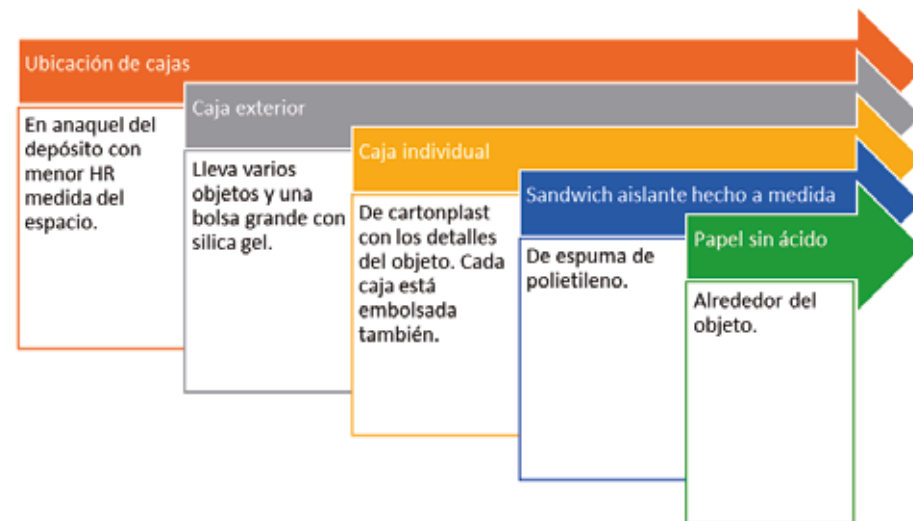 Ubicación de cajas
En anaquel del
depósito con
menor HR
medida del
espacio.
Caja exterior
Lleva varios
objetos y una
bolsa grande con
silica gel.
Caja individual
De cartonplast
con los detalles
del objeto. Cada
caja está
embolsada
también.
Sandwich aislante hecho a medida
De espuma de
polietileno.
Papel sin ácido
Alrededor del
objeto.